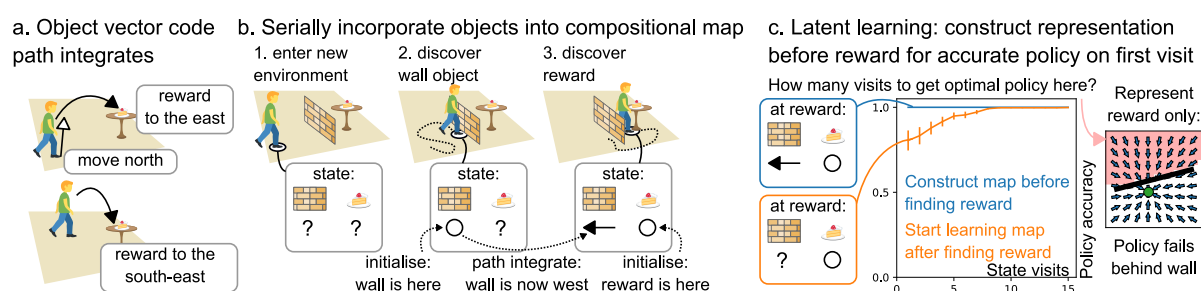 a. Object vector code
path integrates
reward
to the east
move north
reward to the
south-east
b. Serially incorporate objects into compositional map
1. enter new
environment
2. discover
wall object
3. discover
reward
state:
? ?
state:
?
state:
initialise:
wall is here
path integrate:
wall is now west
initialise:
reward is here
c. Latent learning: construct representation
before reward for accurate policy on first visit
How many visits to get optimal policy here?
at reward:
at reward:
?
1.0
0.5
0.0
Construct map before
finding reward
Start learning map
after finding reward
State visits
0 5 10 15
Policy accuracy
Represent
reward only:
Policy fails
behind wall